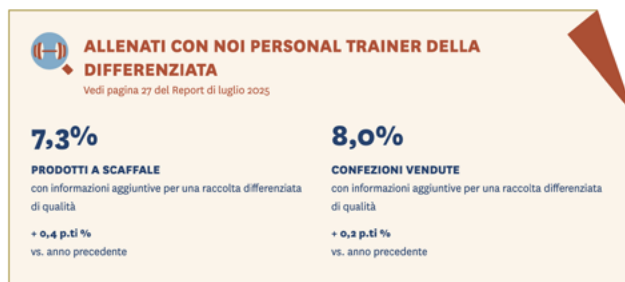 ALLENATI CON NOI PERSONAL TRAINER DELLA
DIFFERENZIATA
Vedi pagina 27 del Report di luglio 2025
7,3%
PRODOTTI A SCAFFALE
con informazioni aggiuntive per una raccolta differenziata
di qualità
+ 0,4 p.ti %
vs. anno precedente
8,0%
CONFEZIONI VENDUTE
con informazioni aggiuntive per una raccolta differenziata
di qualità
+ 0,2 p.ti %
vs. anno precedente